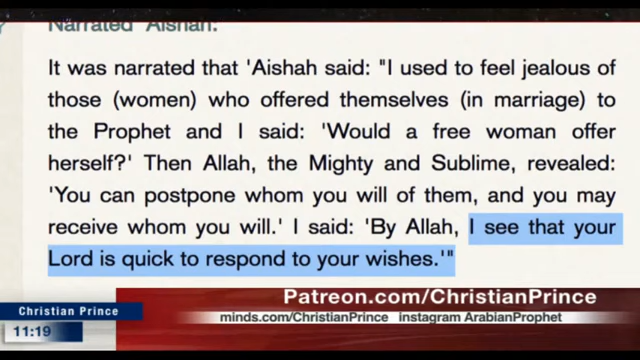 Narrated 'Aishah:
It was narrated that 'Aishah said: "I used to feel jealous of
those (women) who offered themselves (in marriage) to
the Prophet and I said: 'Would a free woman offer
herself?' Then Allah, the Mighty and Sublime, revealed:
'You can postpone whom you will of them, and you may
receive whom you will.' I said: 'By Allah, I see that your
Lord is quick to respond to your wishes.'"
Patreon.com/ChristianPrince
Christian Prince
minds.com/ChristianPrince instagram ArabianProphet
11:19